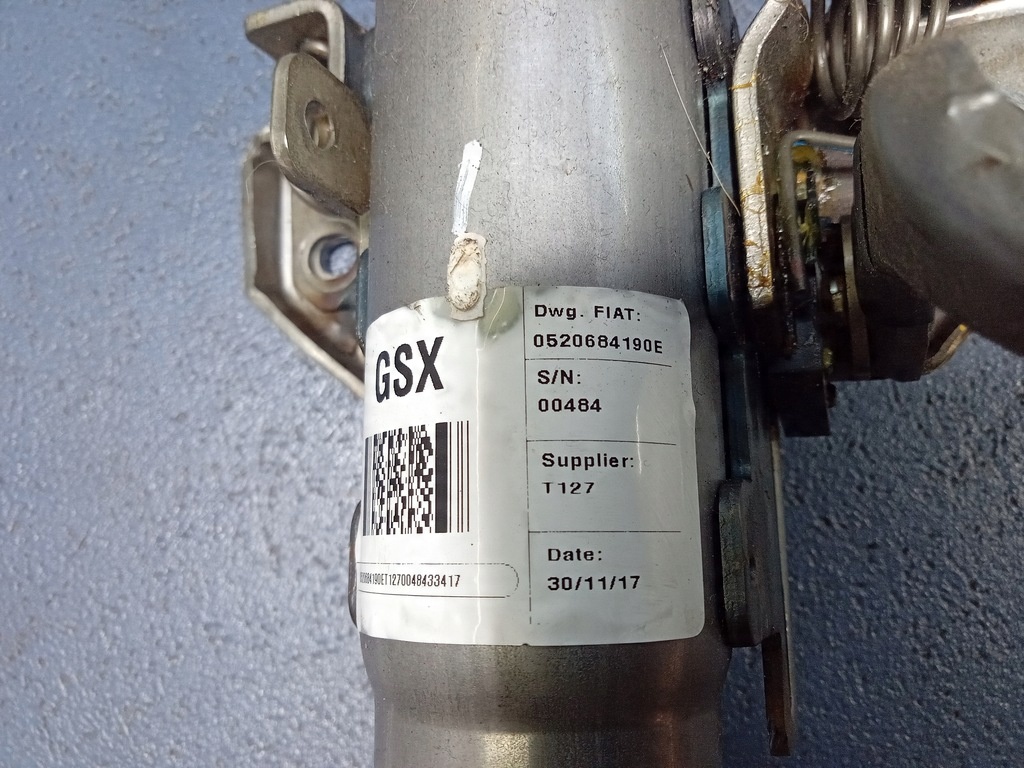 GSX
Dwg. FIAT:
0520684190E
S/N:
00484
Supplier:
T127
Date:
30/11/17